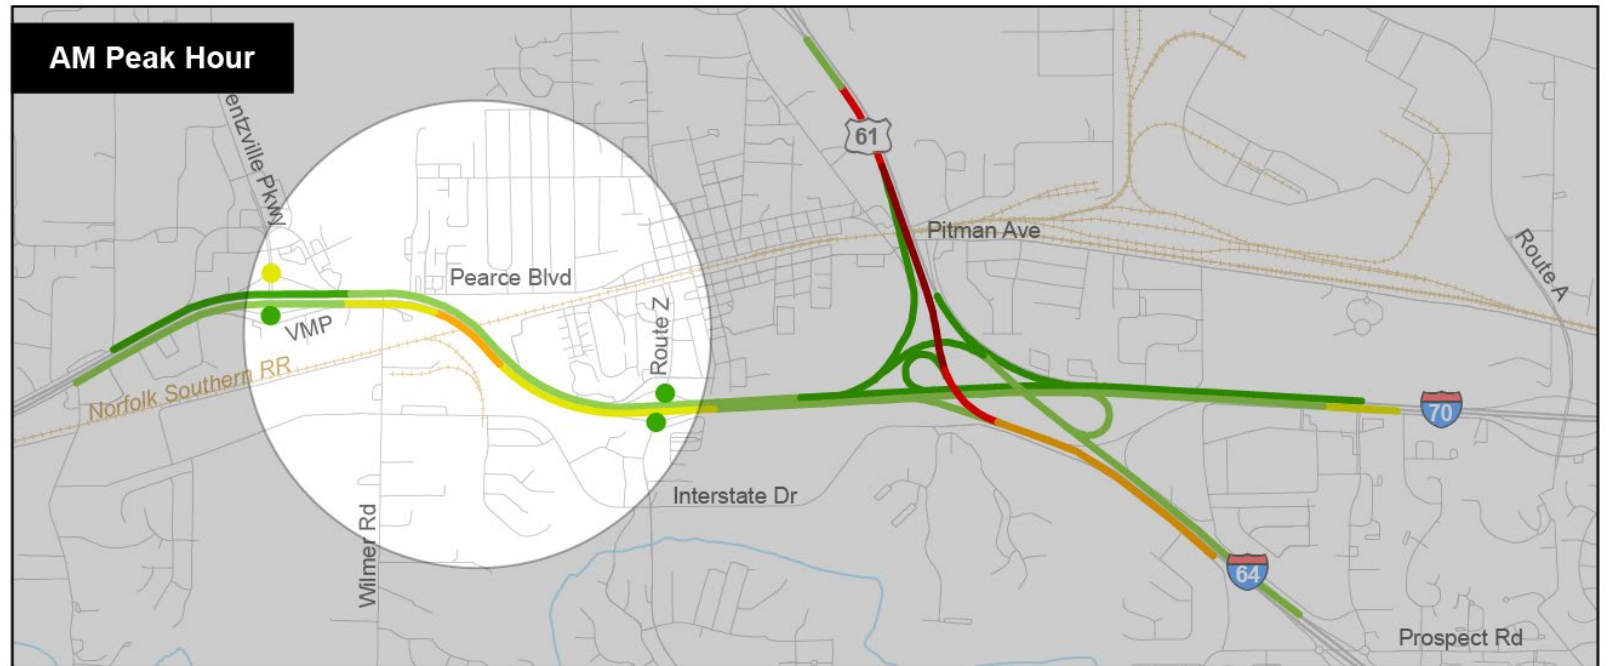 AM Peak Hour
entzville Pkwy
61
Pitman Ave
Route A
Pearce Blvd
VMP
Route Z
Norfolk Southern RR
70
Interstate Dr
Wilmer Rd
64
Prospect Rd